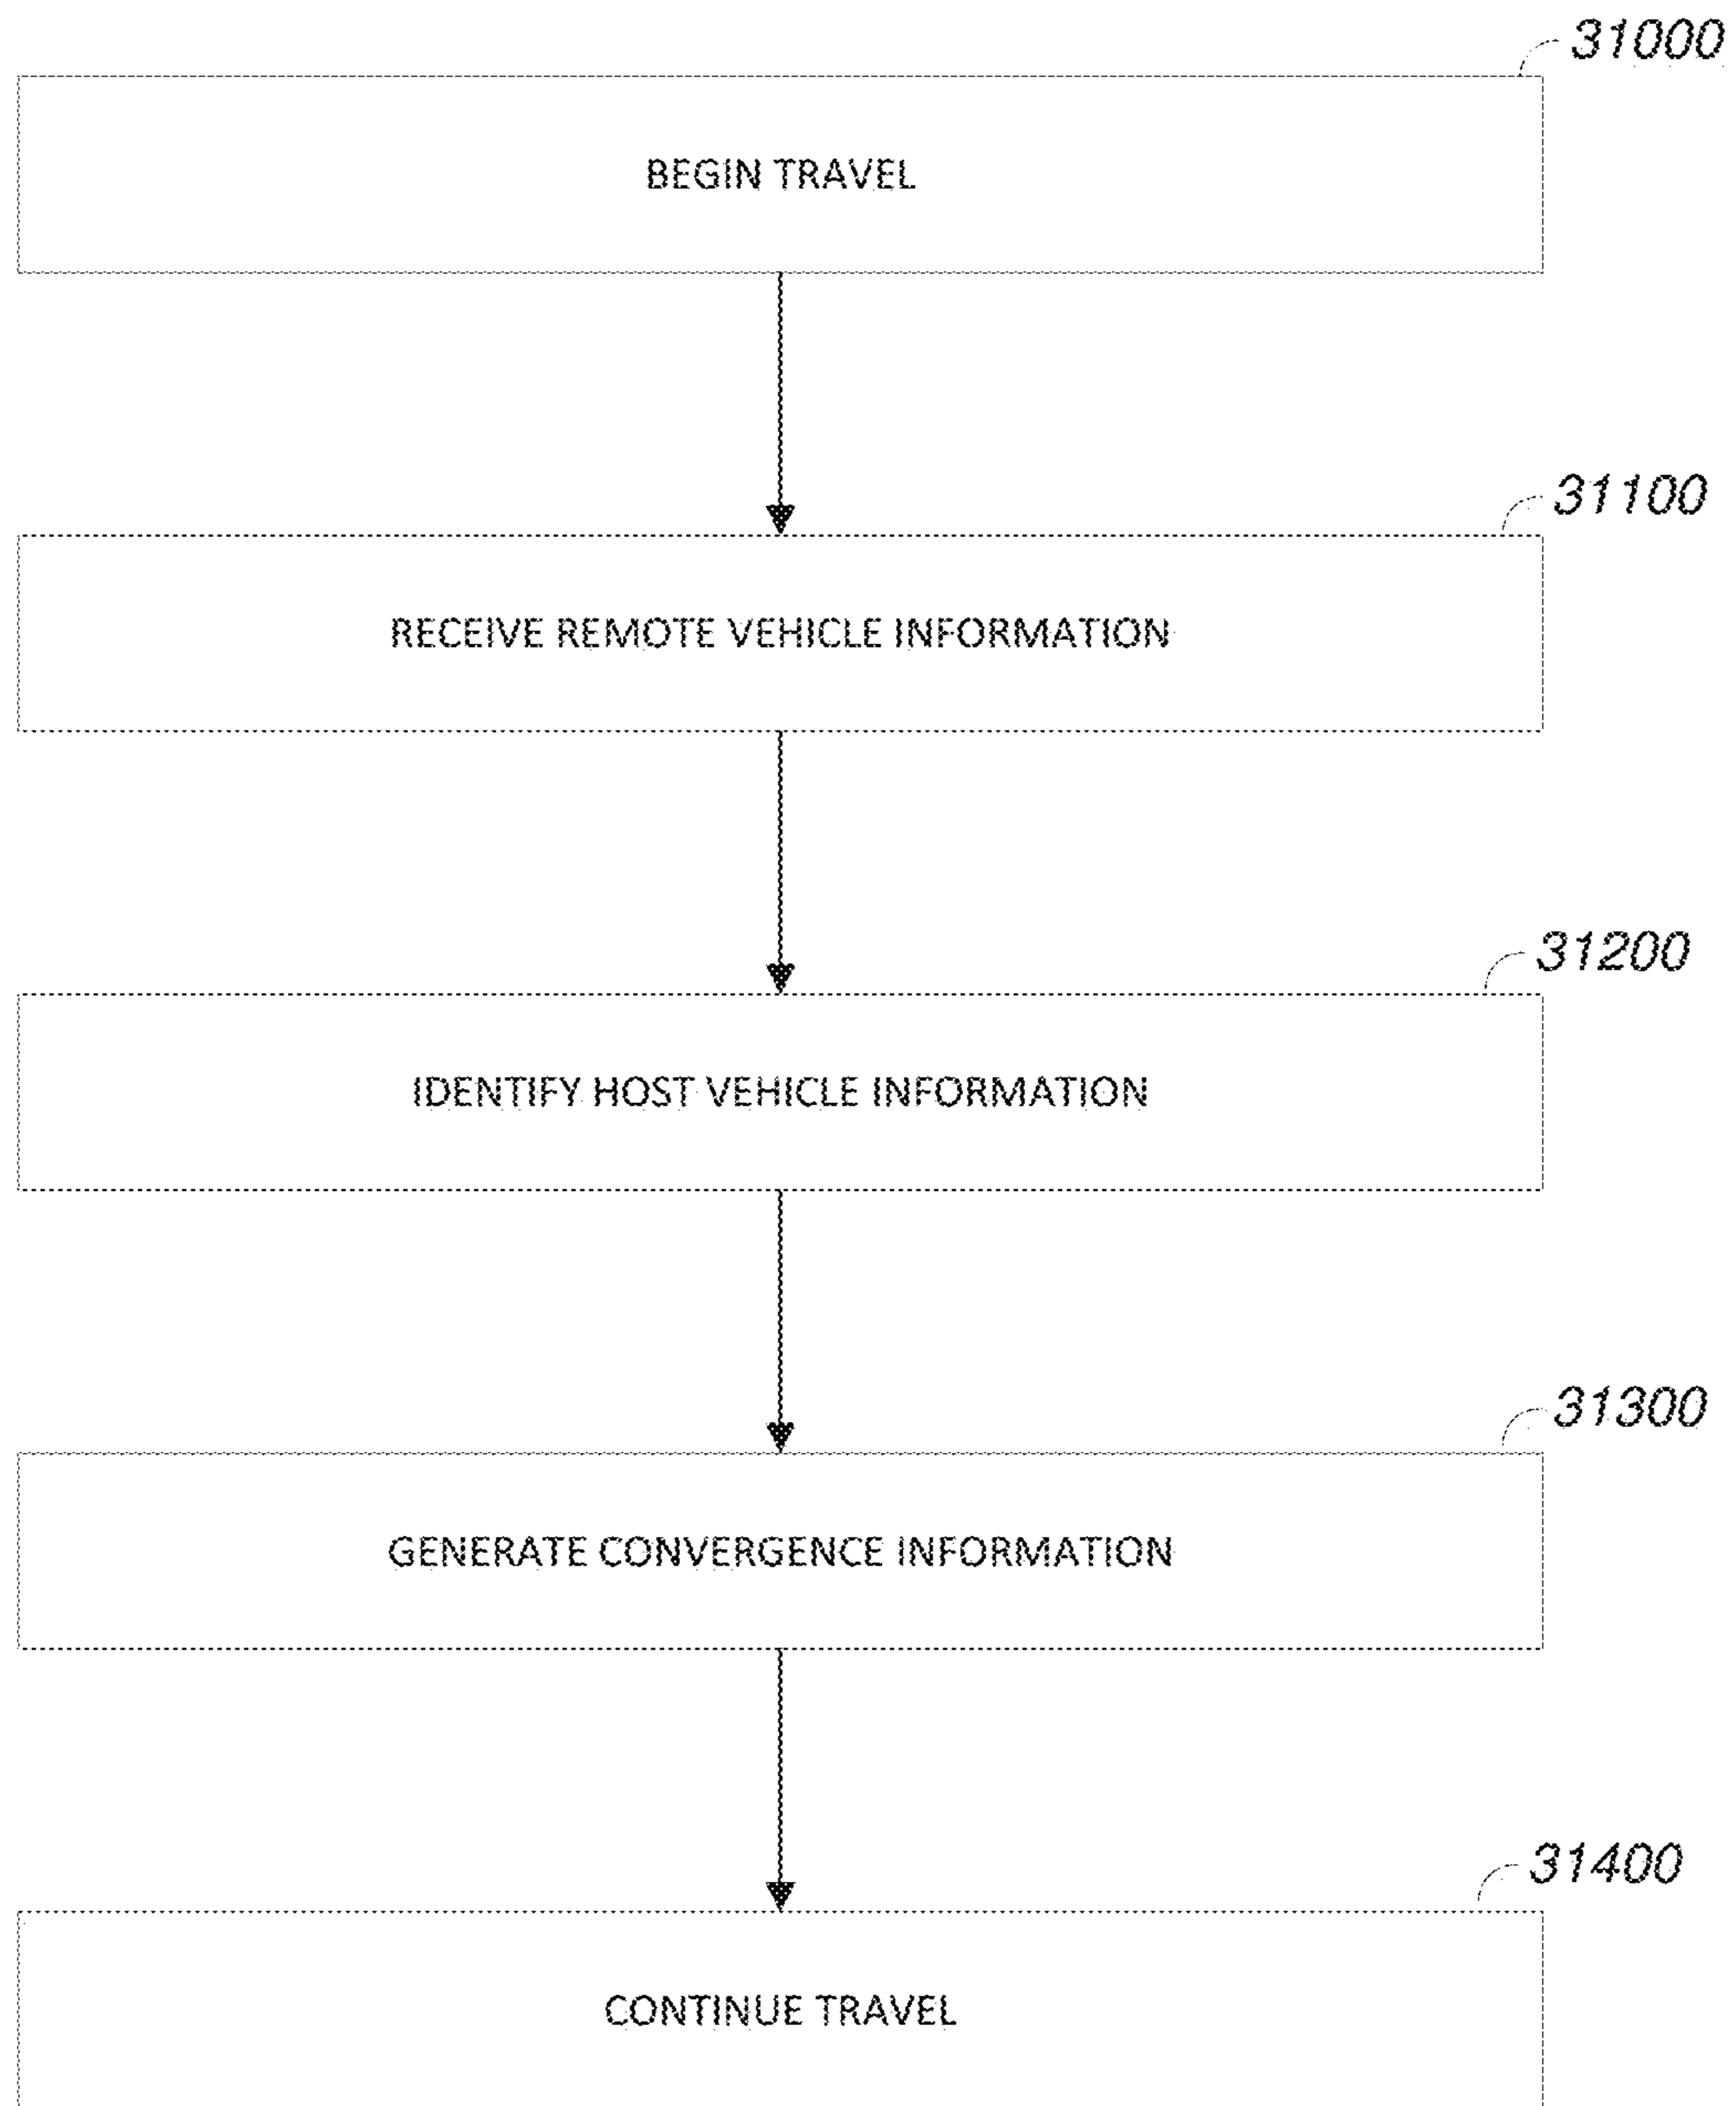 31000
BEGIN TRAVEL
31100
RECEIVE REMOTE VEHICLE INFORMATION
31200
IDENTIFY HOST VEHICLE INFORMATION
31300
GENERATE CONVERGENCE INFORMATION
31400
CONTINUE TRAVEL